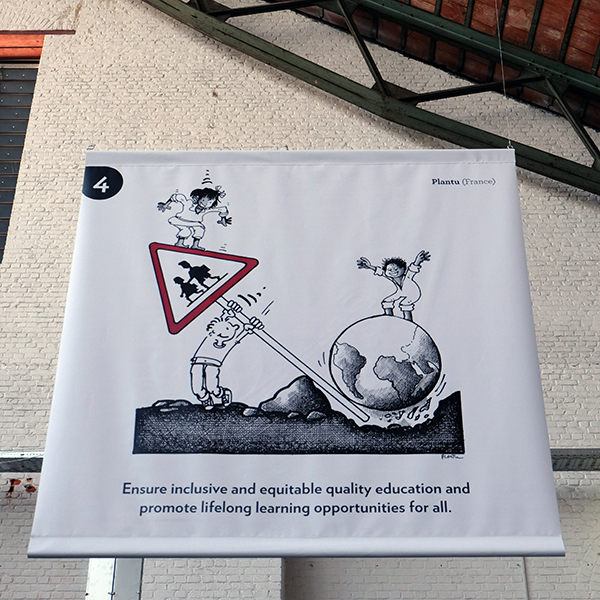 4
Plantu (France)
Ensure inclusive and equitable quality education and
promote lifelong learning opportunities for all.